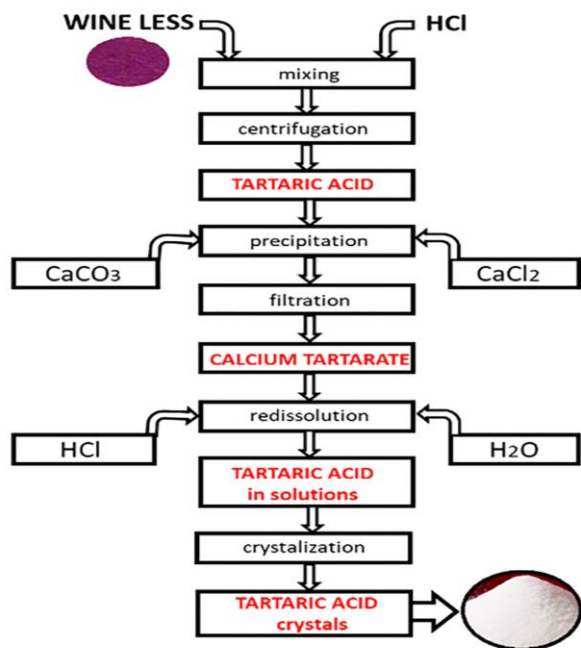 WINE LESS
HCl
mixing
centrifugation
TARTARIC ACID
precipitation
CaCO3
CaCl2
filtration
CALCIUM TARTARATE
redissolution
HCl
H2O
TARTARIC ACID
in solutions
crystalization
TARTARIC ACID
crystals